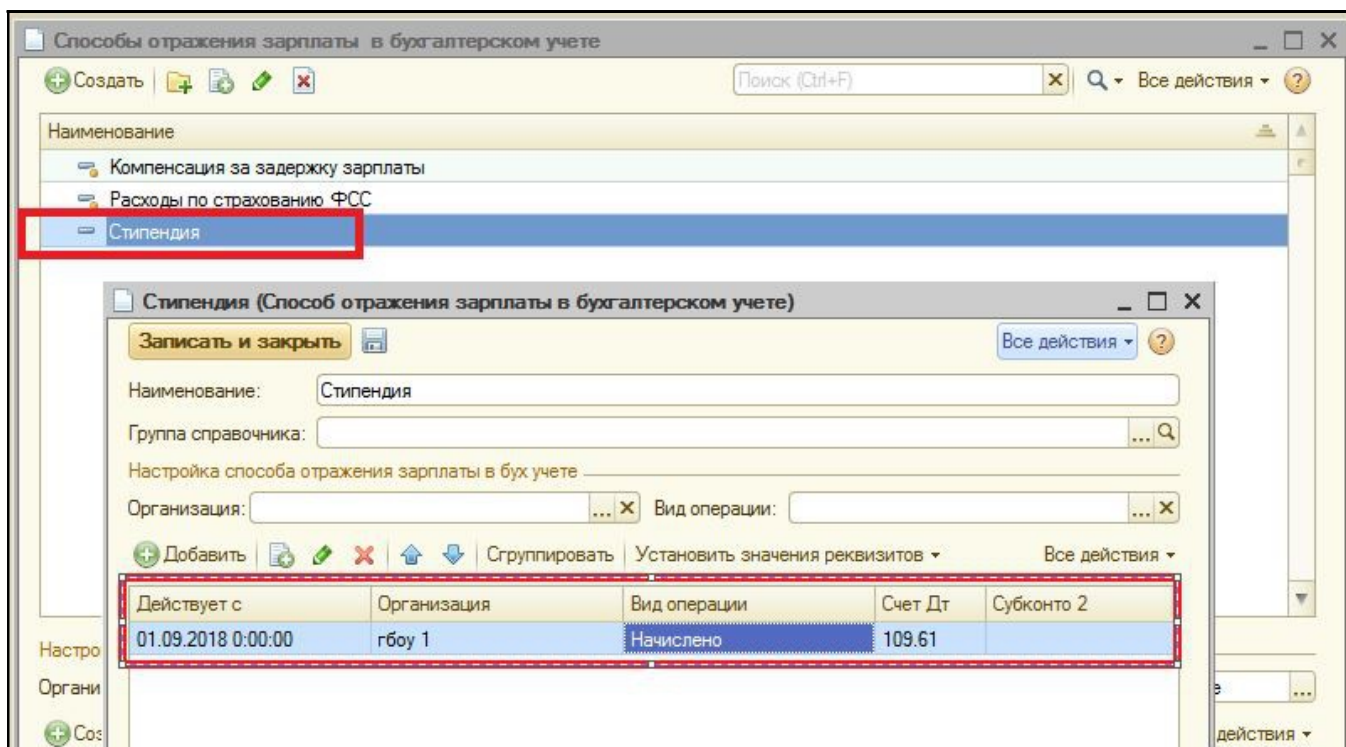 Способы отражения зарплаты в бухгалтерском учете
Создать Поиск (Ctrl+F) Все действия
Наименование
Компенсация за задержку зарплаты
Расходы по страхованию ФСС
Стипендия
Стипендия (Способ отражения зарплаты в бухгалтерском учете)
Записать и закрыть Все действия
Наименование: Стипендия
Группа справочника:
Настройка способа отражения зарплаты в бух учете
Организация: Вид операции:
Добавить Сгруппировать Установить значения реквизитов Все действия
Действует с Организация Вид операции Счет Дт Субконто 2
01.09.2018 0:00:00 гбоу 1 Начислено 109.61
Настро
Органи
Соз действия